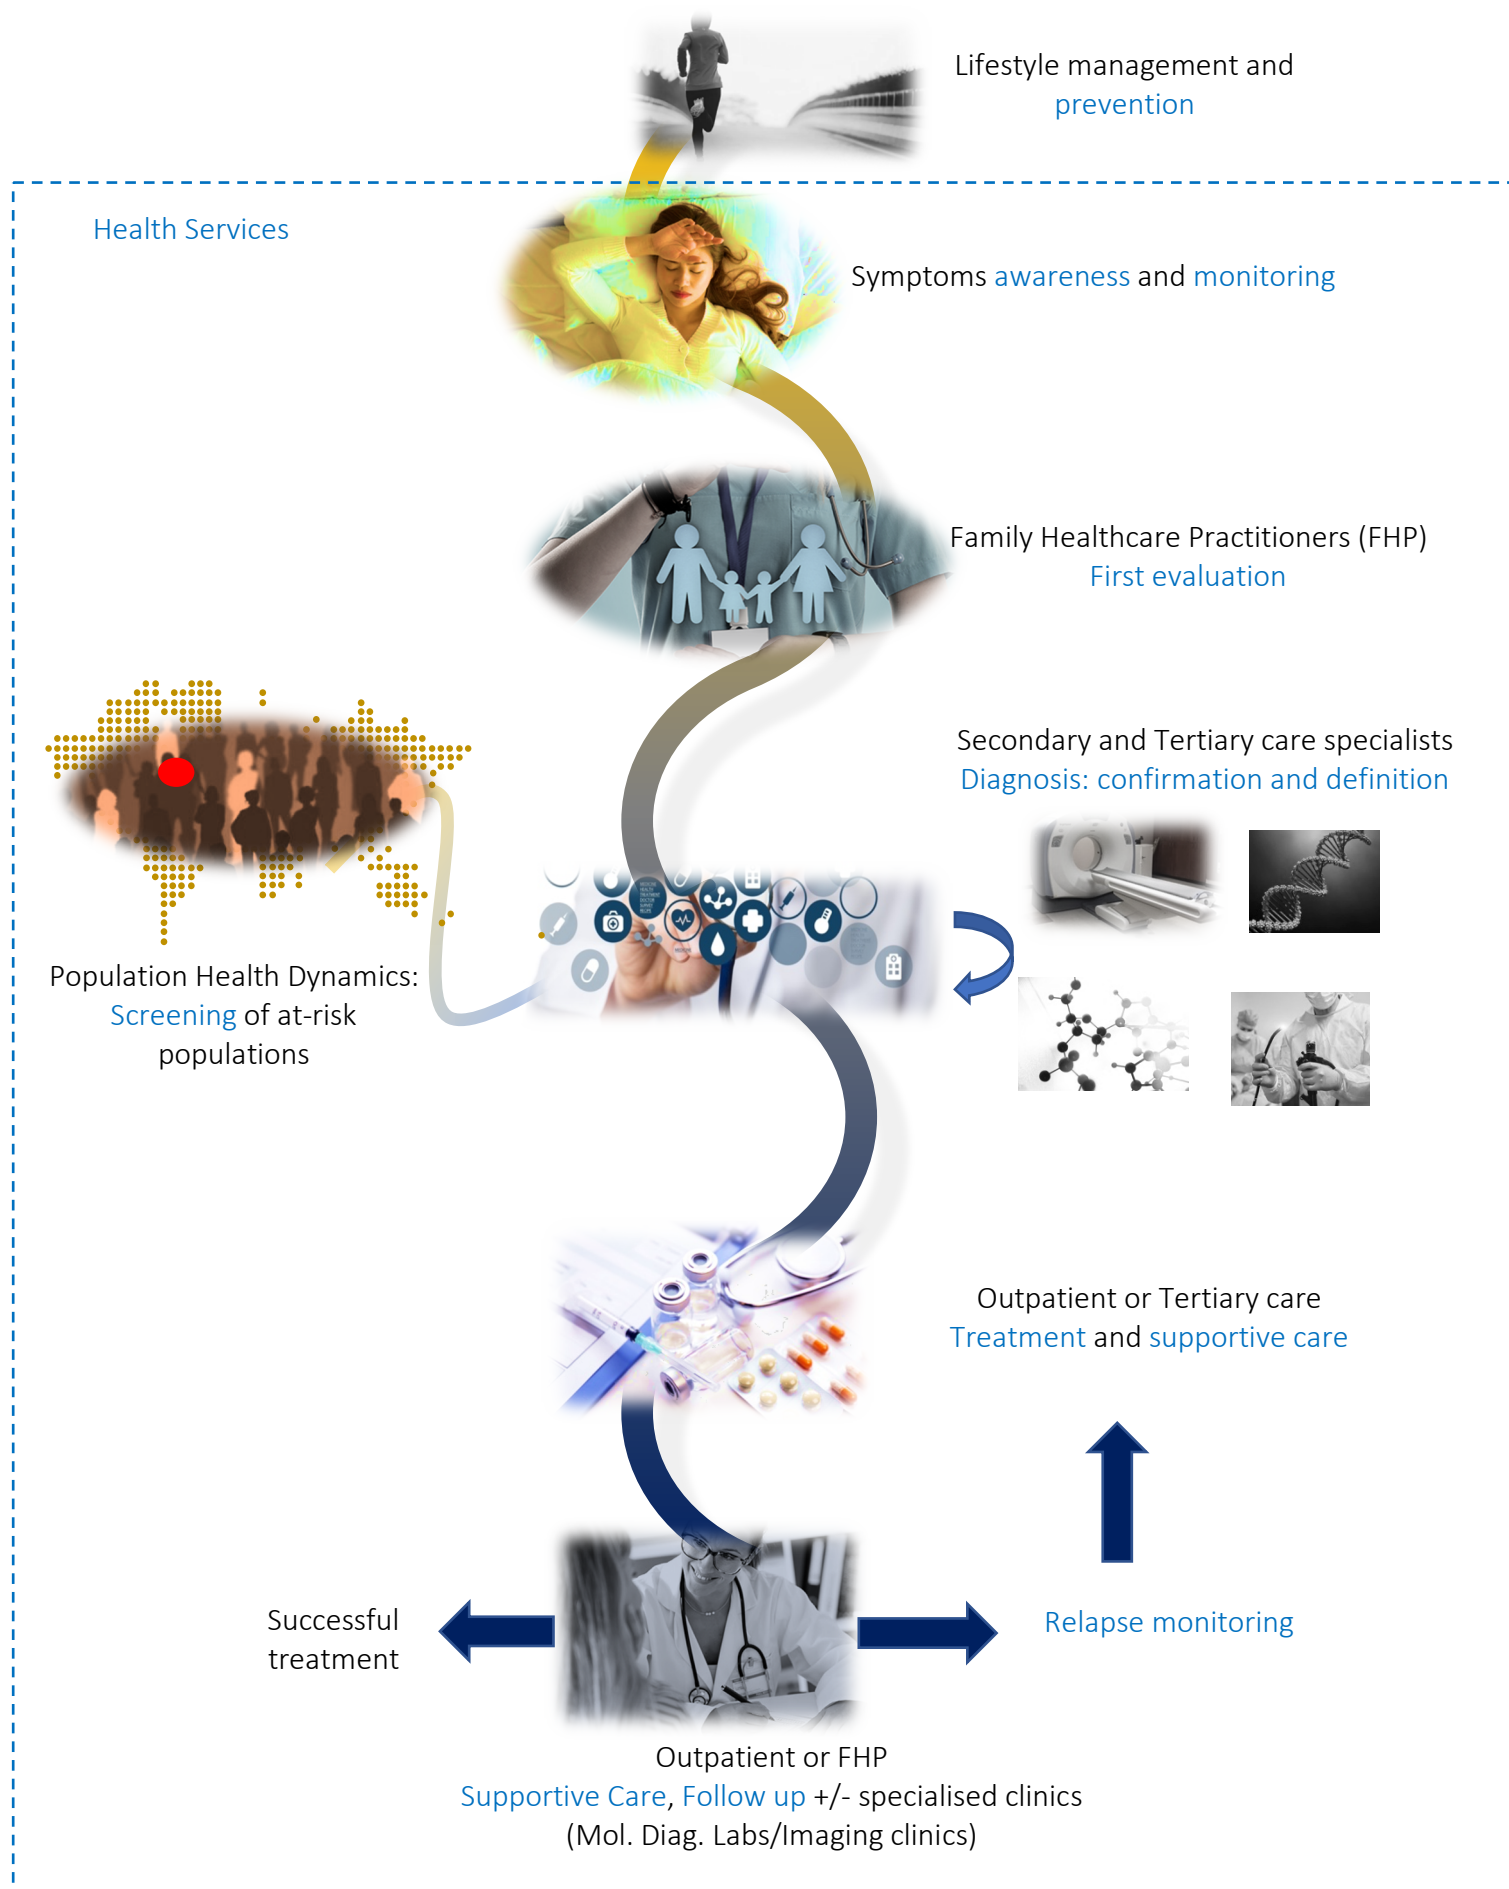 Lifestyle management and
prevention
Health Services
Symptoms awareness and monitoring
Family Healthcare Practitioners (FHP)
First evaluation
Secondary and Tertiary care specialists
Diagnosis: confirmation and definition
Population Health Dynamics:
Screening of at-risk
populations
Outpatient or Tertiary care
Treatment and supportive care
Successful
treatment
Relapse monitoring
Outpatient or FHP
Supportive Care, Follow up +/- specialised clinics
(Mol. Diag. Labs/Imaging clinics)